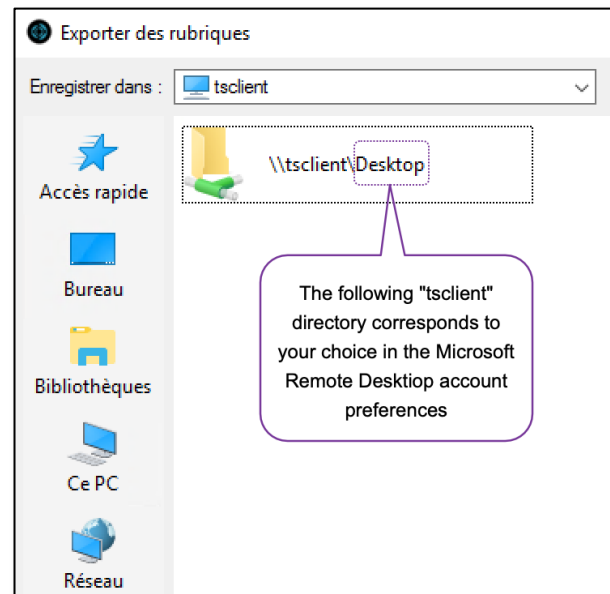 Exporter des rubriques
Enregistrer dans :
tsclient
Accès rapide
\\tsclient\Desktop
Bureau
The following "tsclient"
directory corresponds to
your choice in the Microsoft
Remote Desktiop account
preferences
Bibliothèques
Ce PC
Réseau